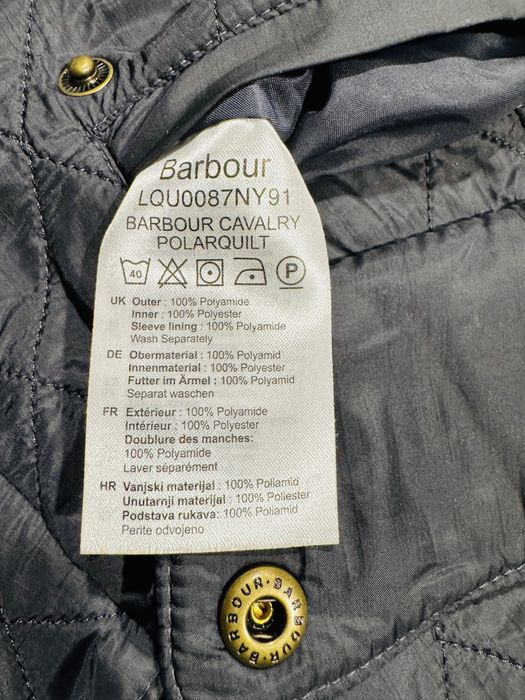 Barbour
LQU0087NY91
BARBOUR CAVALRY
POLARQUILT
40 P
UK Outer : 100% Polyamide
Inner : 100% Polyester
Sleeve lining : 100% Polyamide
Wash Separately
DE Obermaterial : 100% Polyamid
Innenmaterial : 100% Polyester
Futter im Ärmel : 100% Polyamid
Separat waschen
FR Extérieur : 100% Polyamide
Intérieur : 100% Polyester
Doublure des manches:
100% Polyamide
Laver séparément
HR Vanjski materijal : 100% Poliamid
Unutarnji materijal : 100% Poliester
Podstava rukava: 100% Poliamid
Perite odvojeno
BARBOUR · BARBOUR ·